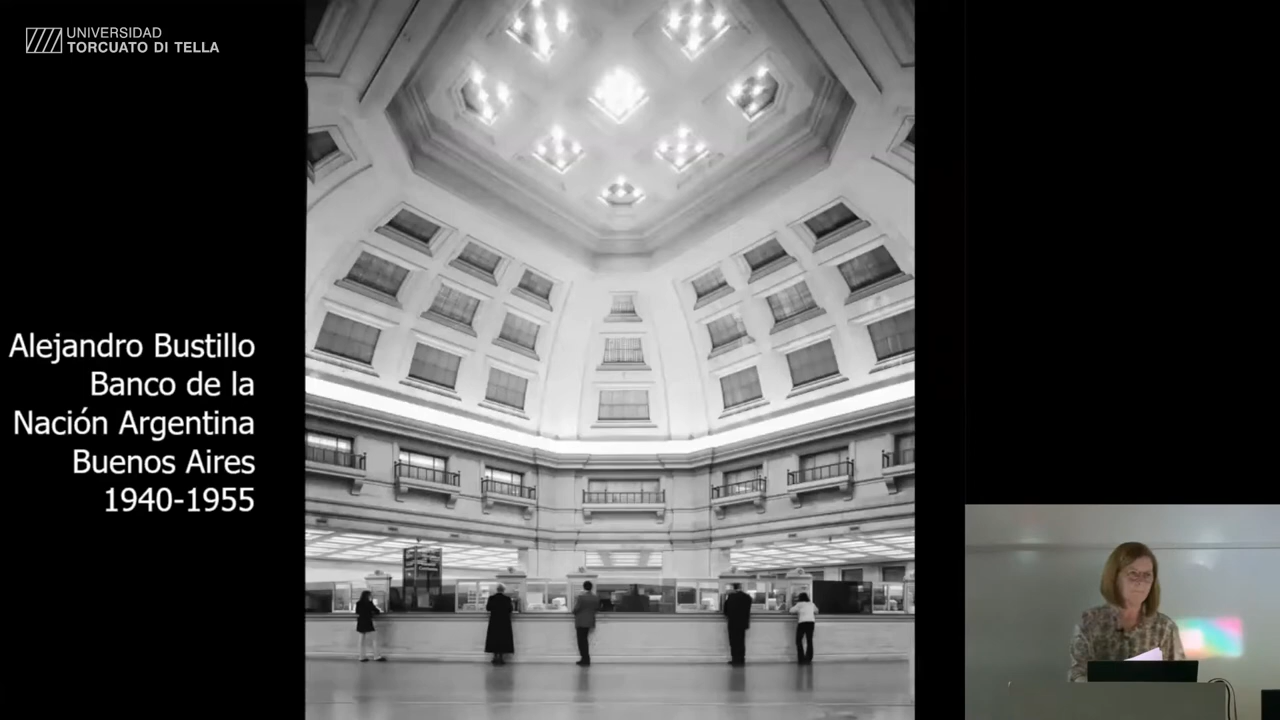 UNIVERSIDAD
TORCUATO DI TELLA
Alejandro Bustillo
Banco de la
Nación Argentina
Buenos Aires
1940-1955